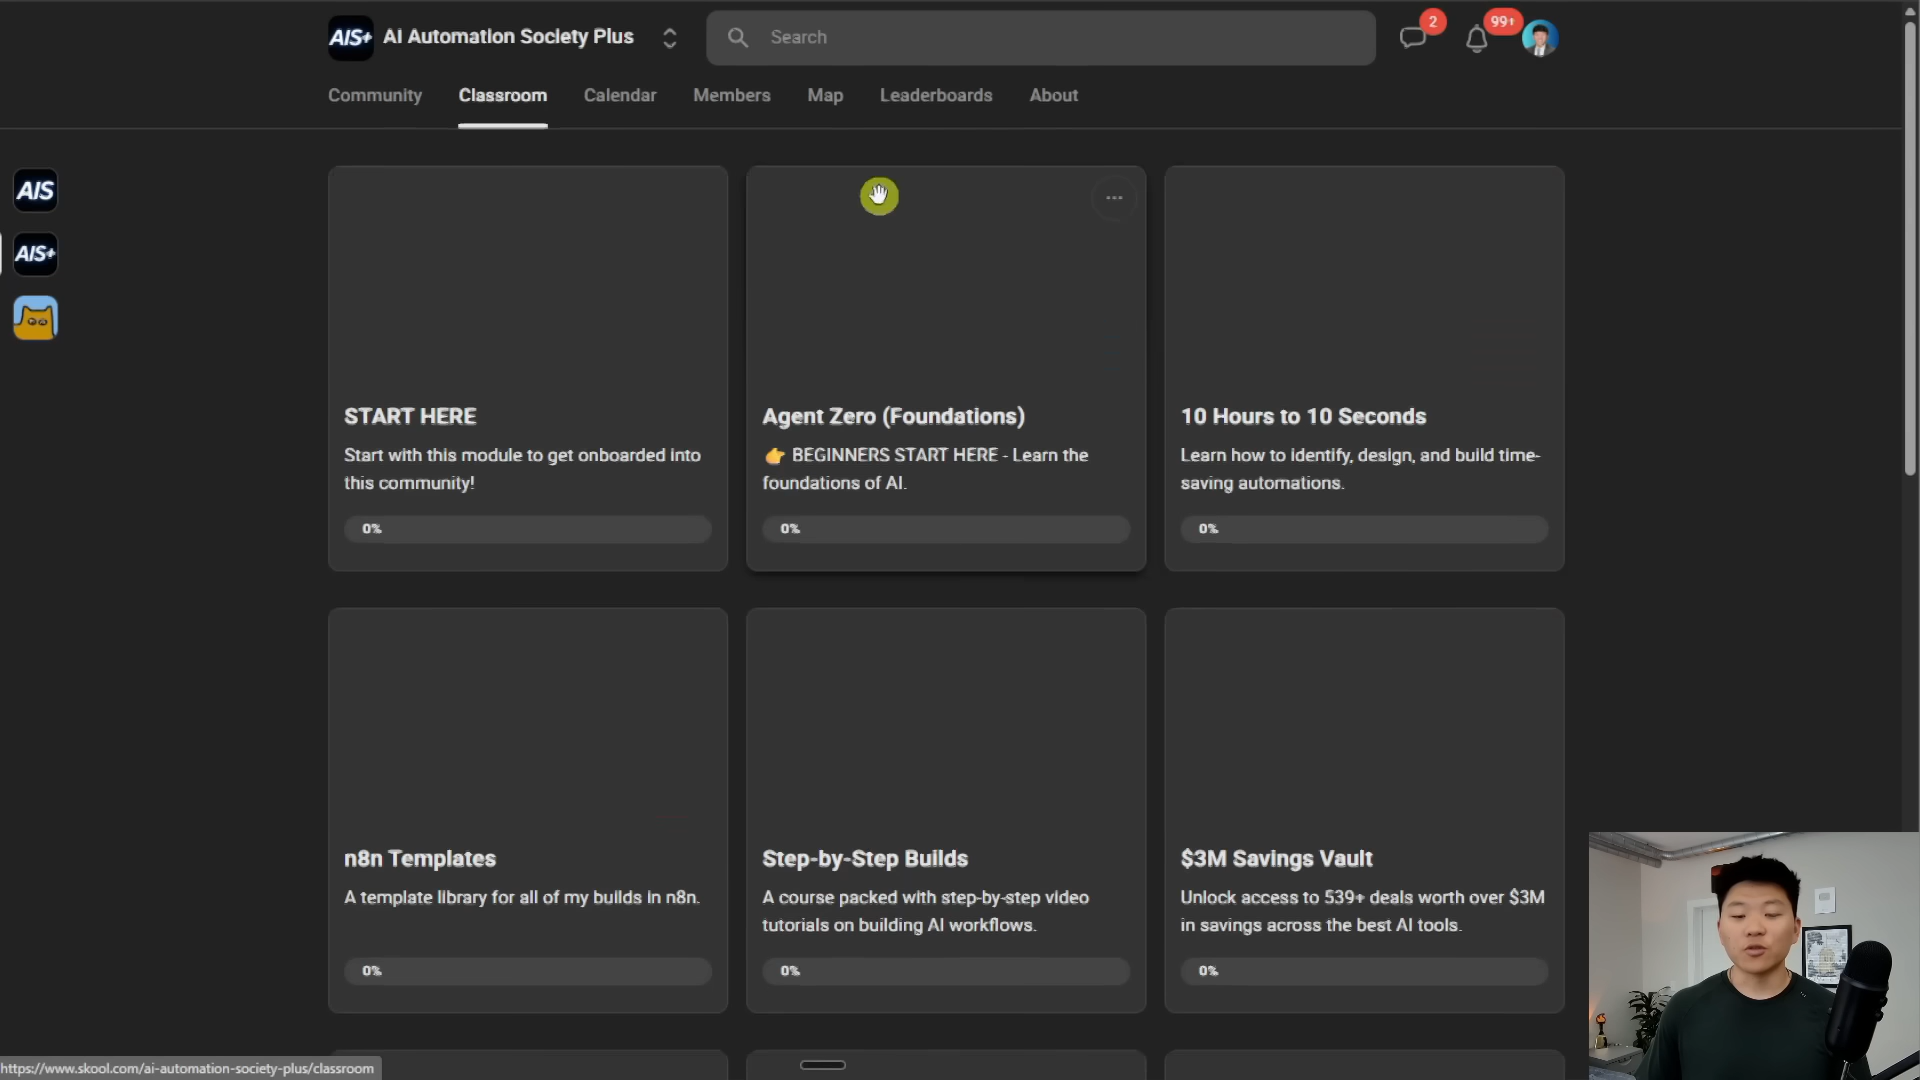 AIS+ AI Automation Society Plus
Search
2
99+
Community Classroom Calendar Members Map Leaderboards About
AIS
AIS+
START HERE
Start with this module to get onboarded into
this community!
0%
Agent Zero (Foundations)
👉 BEGINNERS START HERE - Learn the
foundations of AI.
0%
10 Hours to 10 Seconds
Learn how to identify, design, and build time-
saving automations.
0%
n8n Templates
A template library for all of my builds in n8n.
0%
Step-by-Step Builds
A course packed with step-by-step video
tutorials on building AI workflows.
0%
$3M Savings Vault
Unlock access to 539+ deals worth over $3M
in savings across the best AI tools.
0%
https://www.skool.com/ai-automation-society-plus/classroom